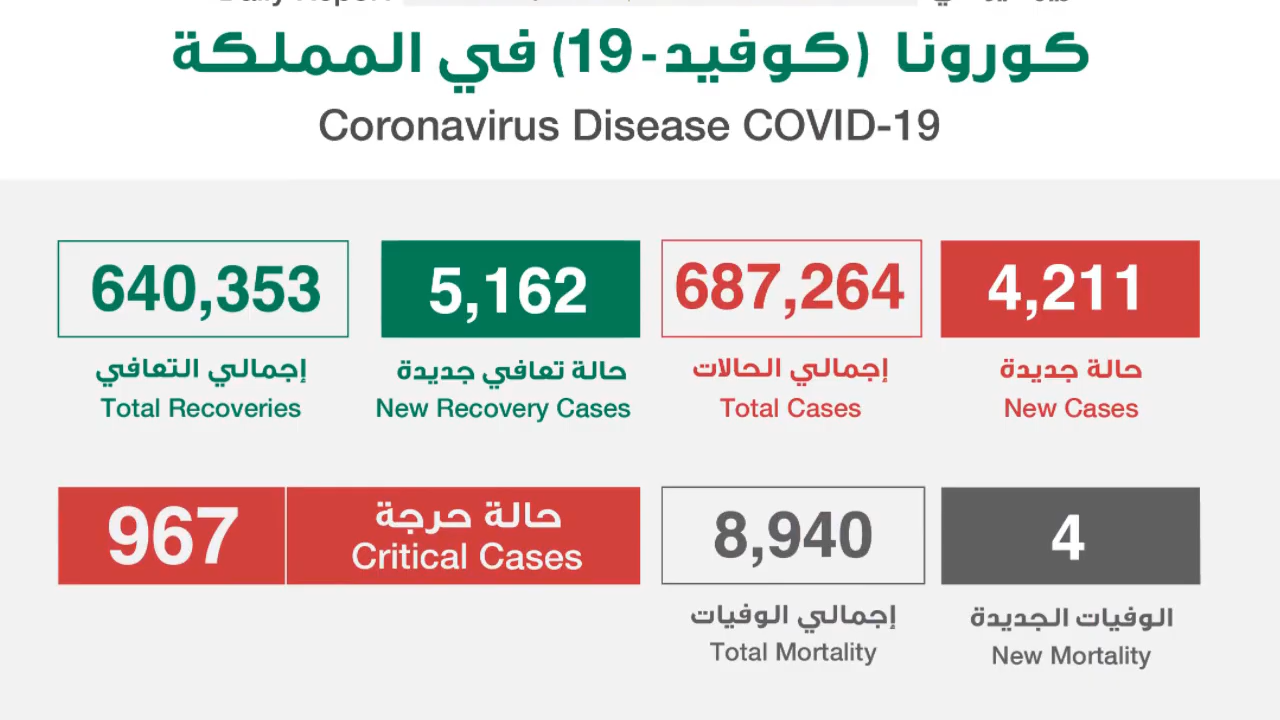 Daily Report
كورونا (كوفيد-19) في المملكة
Coronavirus Disease COVID-19
4,211
حالة جديدة
New Cases
687,264
إجمالي الحالات
Total Cases
5,162
حالة تعافي جديدة
New Recovery Cases
640,353
إجمالي التعافي
Total Recoveries
4
الوفيات الجديدة
New Mortality
8,940
إجمالي الوفيات
Total Mortality
حالة حرجة
Critical Cases
967